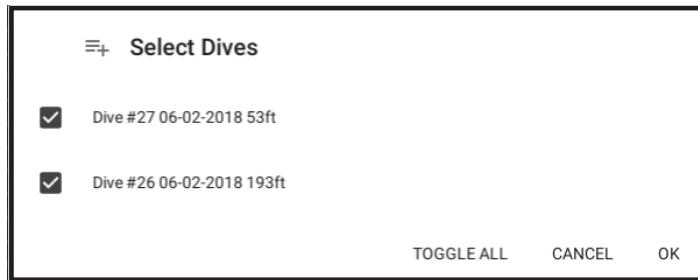 Select Dives
Dive #27 06-02-2018 53ft
Dive #26 06-02-2018 193ft
TOGGLE ALL CANCEL OK